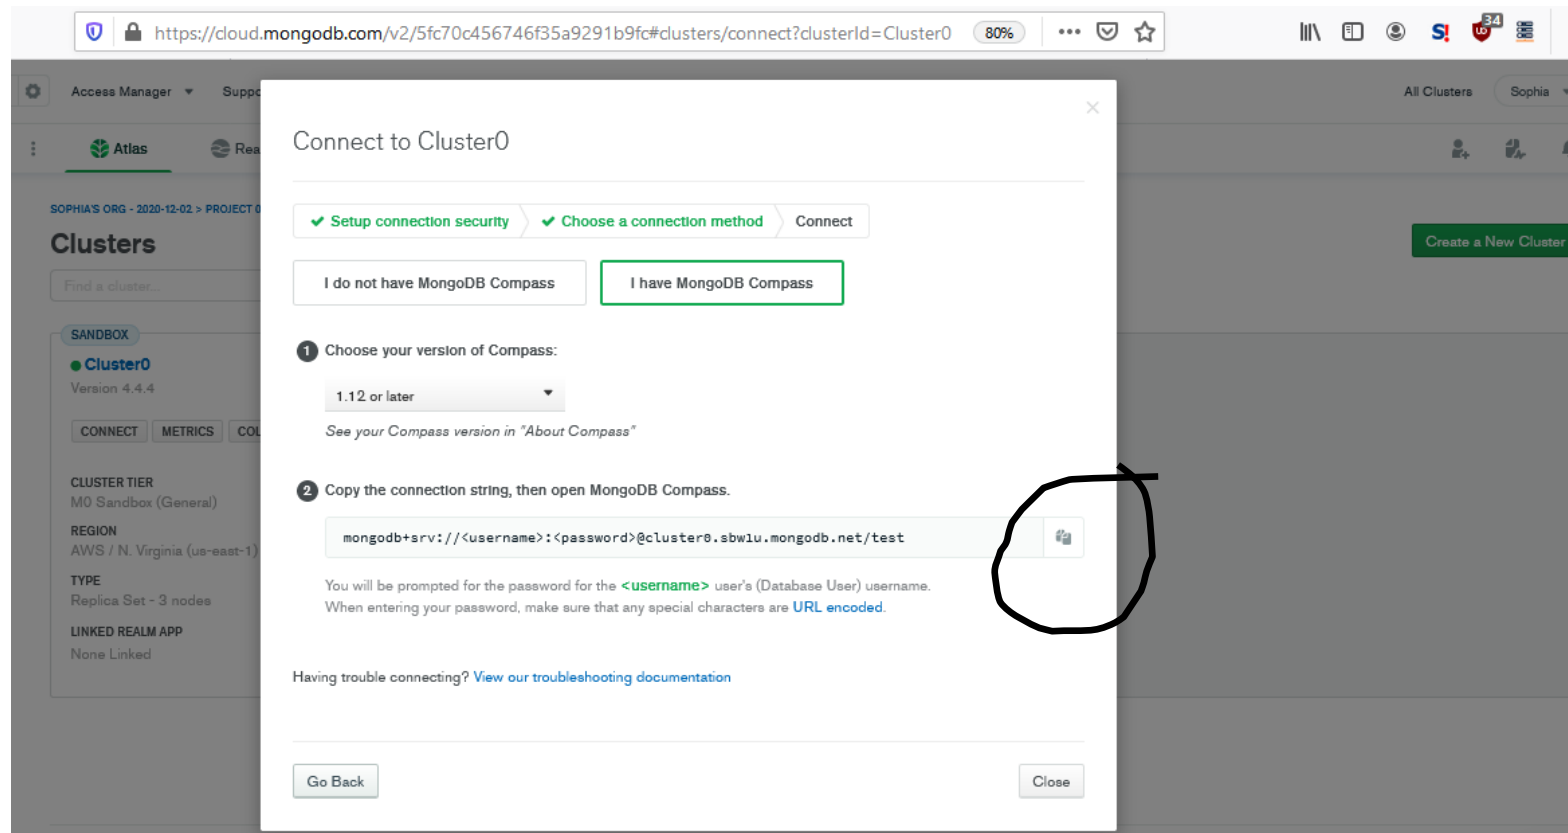 https://cloud.mongodb.com/v2/5fc70c456746f35a9291b9fc#clusters/connect?clusterId=Cluster0 80%
34
Access Manager Suppo All Clusters Sophia
Atlas Rea
SOPHIA'S ORG - 2020-12-02 > PROJECT 0
Clusters
Create a New Cluster
Find a cluster...
SANDBOX
Cluster0
Version 4.4.4
CONNECT METRICS COL
CLUSTER TIER
M0 Sandbox (General)
REGION
AWS / N. Virginia (us-east-1)
TYPE
Replica Set - 3 nodes
LINKED REALM APP
None Linked
Connect to Cluster0
Setup connection security Choose a connection method Connect
I do not have MongoDB Compass I have MongoDB Compass
1 Choose your version of Compass:
1.12 or later
See your Compass version in "About Compass"
2 Copy the connection string, then open MongoDB Compass.
mongodb+srv://<username>:<password>@cluster0.sbw1u.mongodb.net/test
You will be prompted for the password for the <username> user's (Database User) username.
When entering your password, make sure that any special characters are URL encoded.
Having trouble connecting? View our troubleshooting documentation
Go Back Close